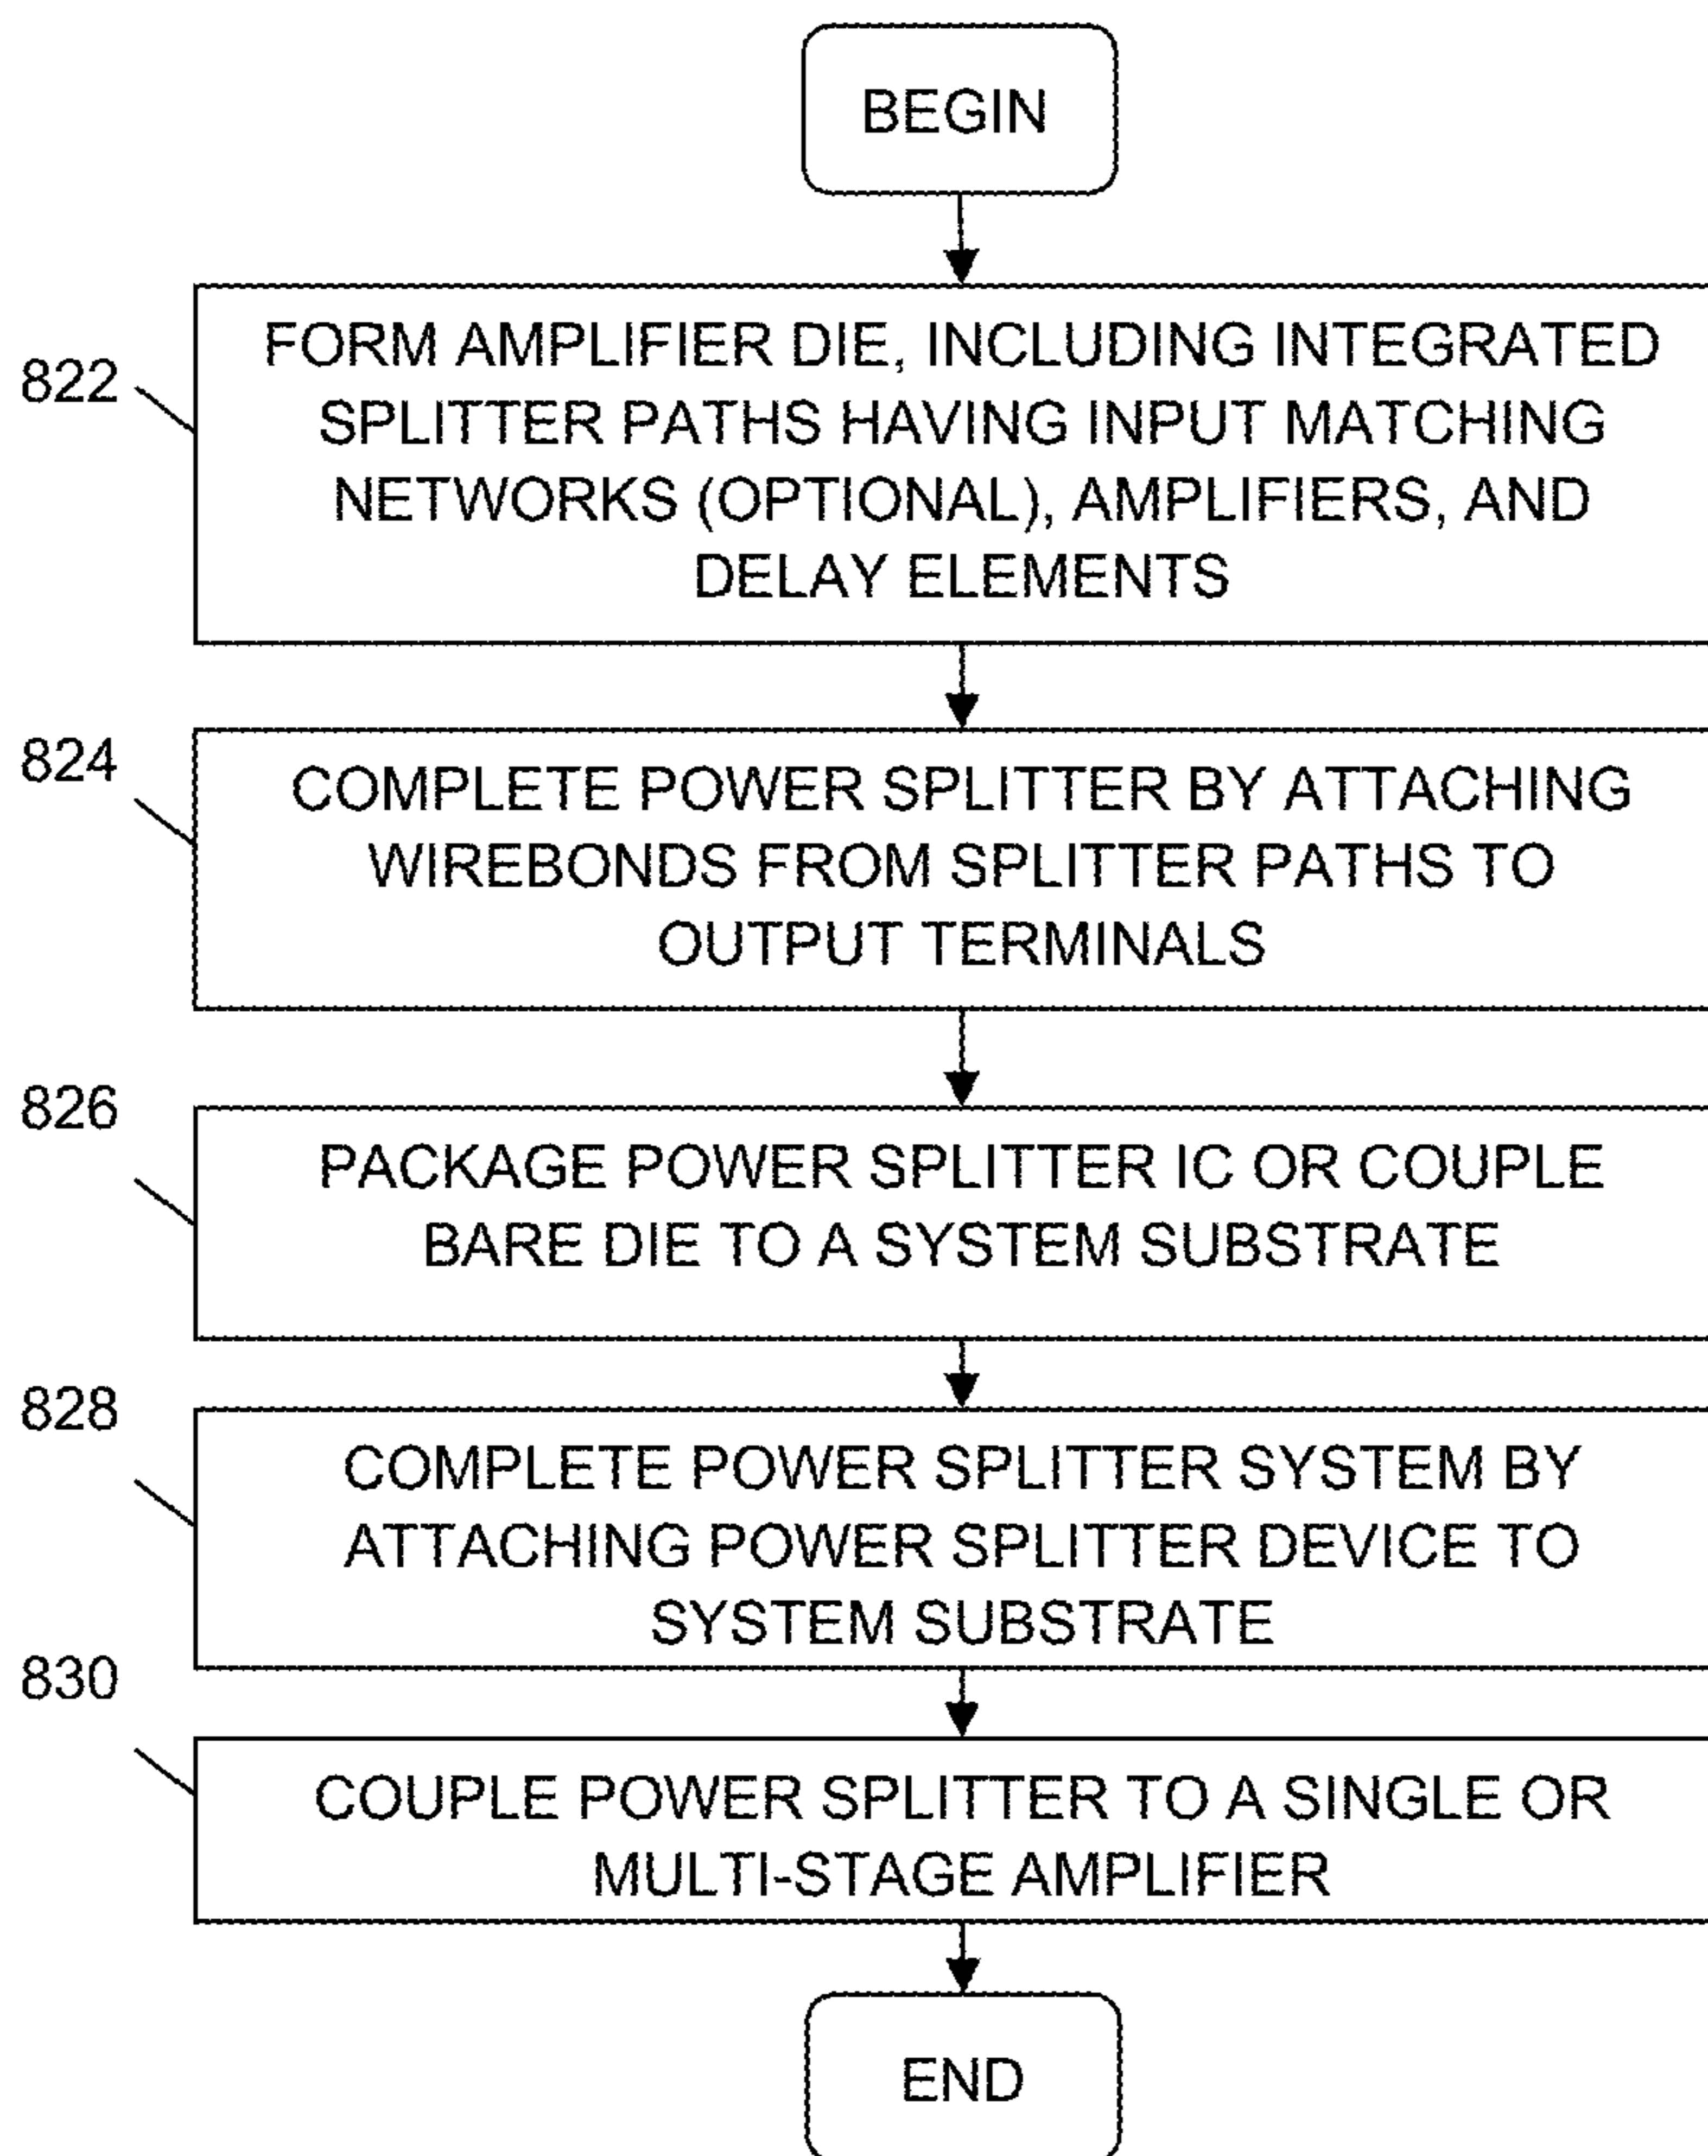 BEGIN
822
FORM AMPLIFIER DIE, INCLUDING INTEGRATED
SPLITTER PATHS HAVING INPUT MATCHING
NETWORKS (OPTIONAL), AMPLIFIERS, AND
DELAY ELEMENTS
824
COMPLETE POWER SPLITTER BY ATTACHING
WIREBONDS FROM SPLITTER PATHS TO
OUTPUT TERMINALS
826
PACKAGE POWER SPLITTER IC OR COUPLE
BARE DIE TO A SYSTEM SUBSTRATE
828
COMPLETE POWER SPLITTER SYSTEM BY
ATTACHING POWER SPLITTER DEVICE TO
SYSTEM SUBSTRATE
830
COUPLE POWER SPLITTER TO A SINGLE OR
MULTI-STAGE AMPLIFIER
END